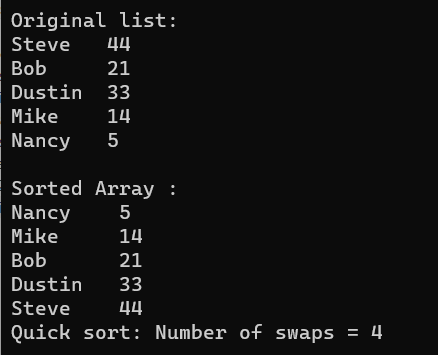 Original list:
Steve   44
Bob     21
Dustin  33
Mike    14
Nancy   5

Sorted Array :
Nancy    5
Mike     14
Bob      21
Dustin   33
Steve    44
Quick sort: Number of swaps = 4